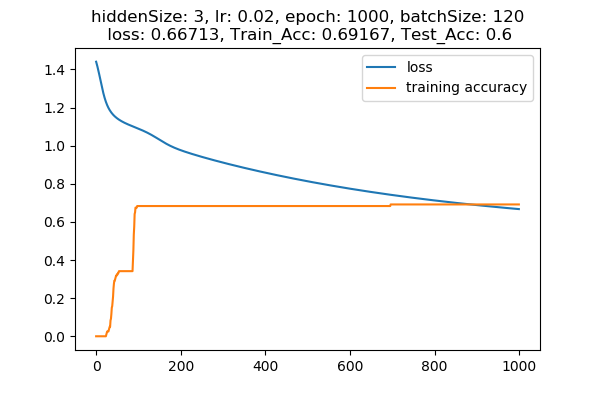 hiddenSize: 3, lr: 0.02, epoch: 1000, batchSize: 120
loss: 0.66713, Train_Acc: 0.69167, Test_Acc: 0.6
loss
training accuracy
1.4
1.2
1.0
0.8
0.6
0.4
0.2
0.0
0 200 400 600 800 1000